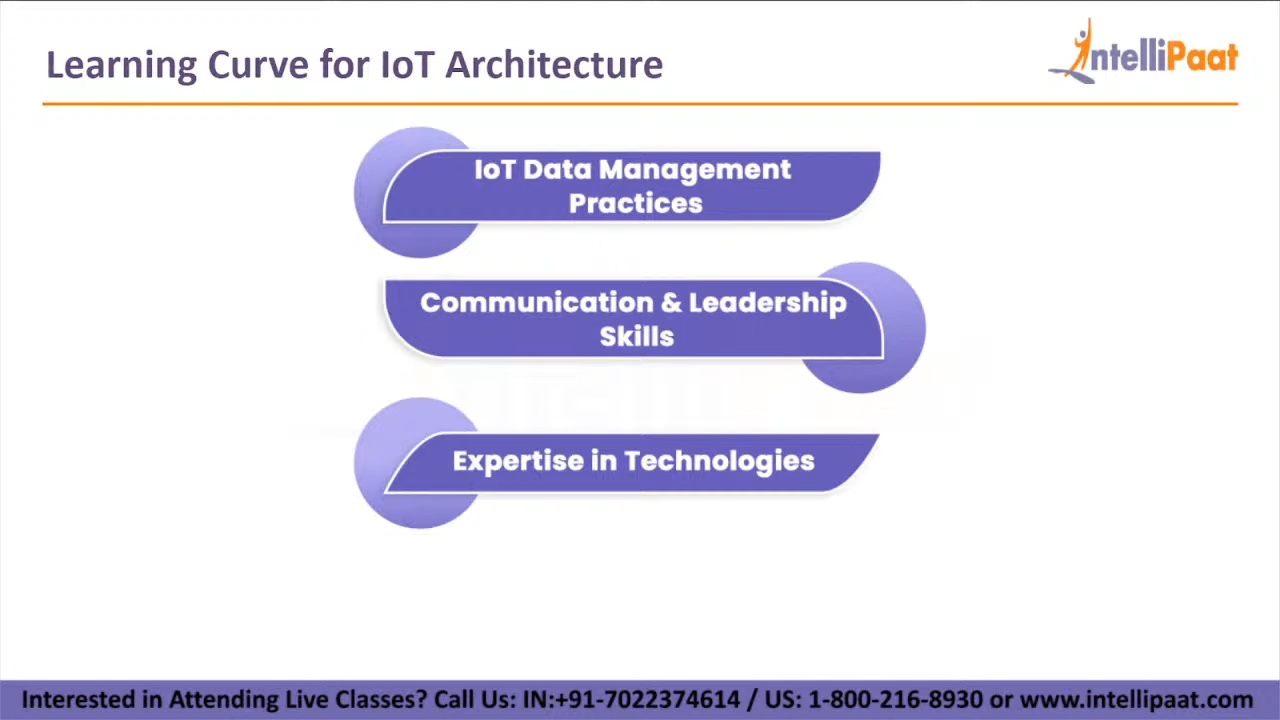 Learning Curve for IoT Architecture
IntelliPaat
IoT Data Management
Practices
Communication & Leadership
Skills
Expertise in Technologies
Interested in Attending Live Classes? Call Us: IN:+91-7022374614 / US: 1-800-216-8930 or www.intellipaat.com